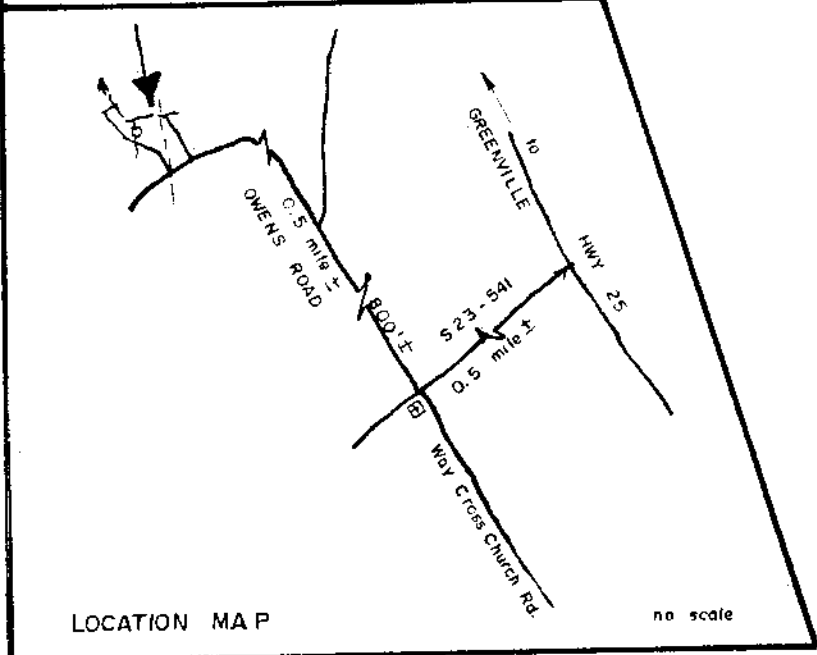 to
GREENVILLE
HWY 25
0.5 mile ±
OWENS ROAD
800' ±
S23-541
0.5 mile ±
Way Cross Church Rd.
LOCATION MAP
no scale